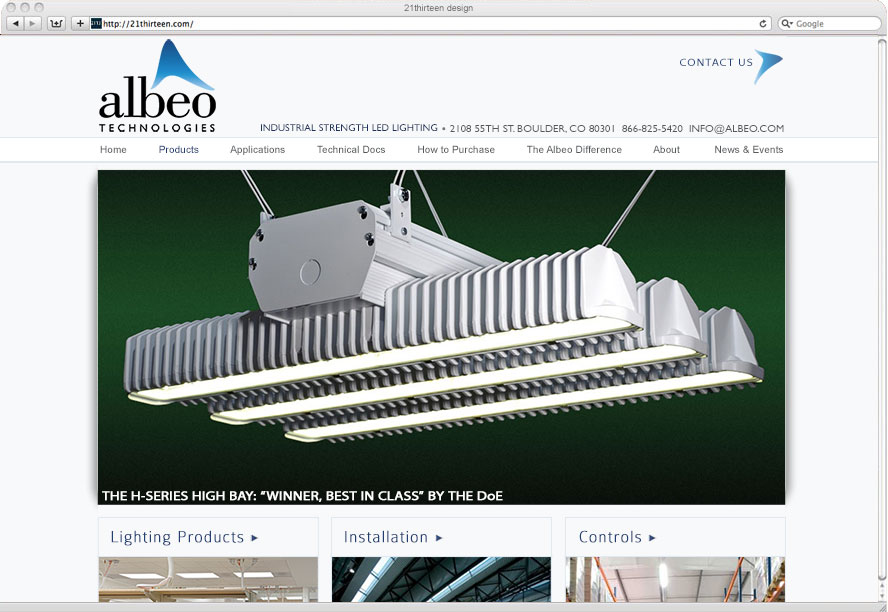 21thirteen design
http://21thirteen.com/
Google
CONTACT US
albeo
TECHNOLOGIES
INDUSTRIAL STRENGTH LED LIGHTING • 2108 55TH ST. BOULDER, CO 80301 866-825-5420 INFO@ALBEO.COM
Home Products Applications Technical Docs How to Purchase The Albeo Difference About News & Events
THE H-SERIES HIGH BAY: “WINNER, BEST IN CLASS” BY THE DoE
Lighting Products ► Installation ► Controls ►